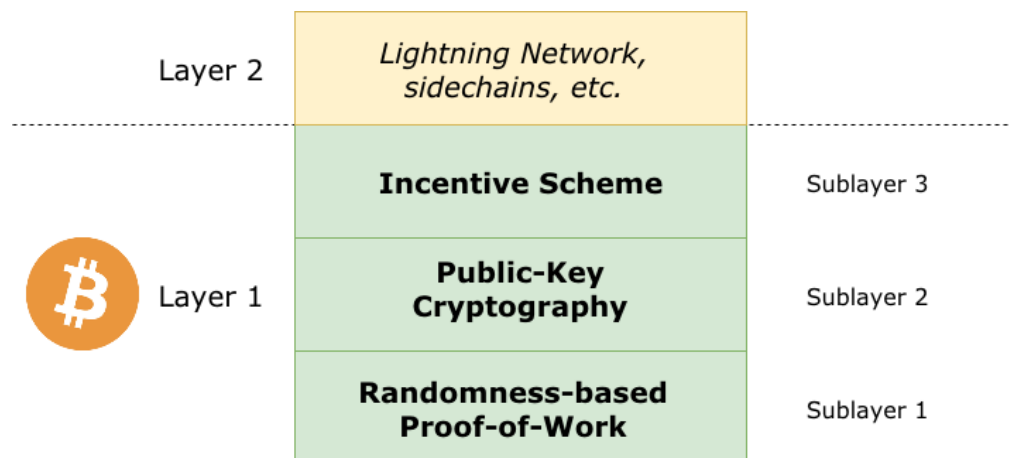 Layer 2
Lightning Network,
sidechains, etc.
Incentive Scheme
Sublayer 3
Layer 1
Public-Key
Cryptography
Sublayer 2
Randomness-based
Proof-of-Work
Sublayer 1